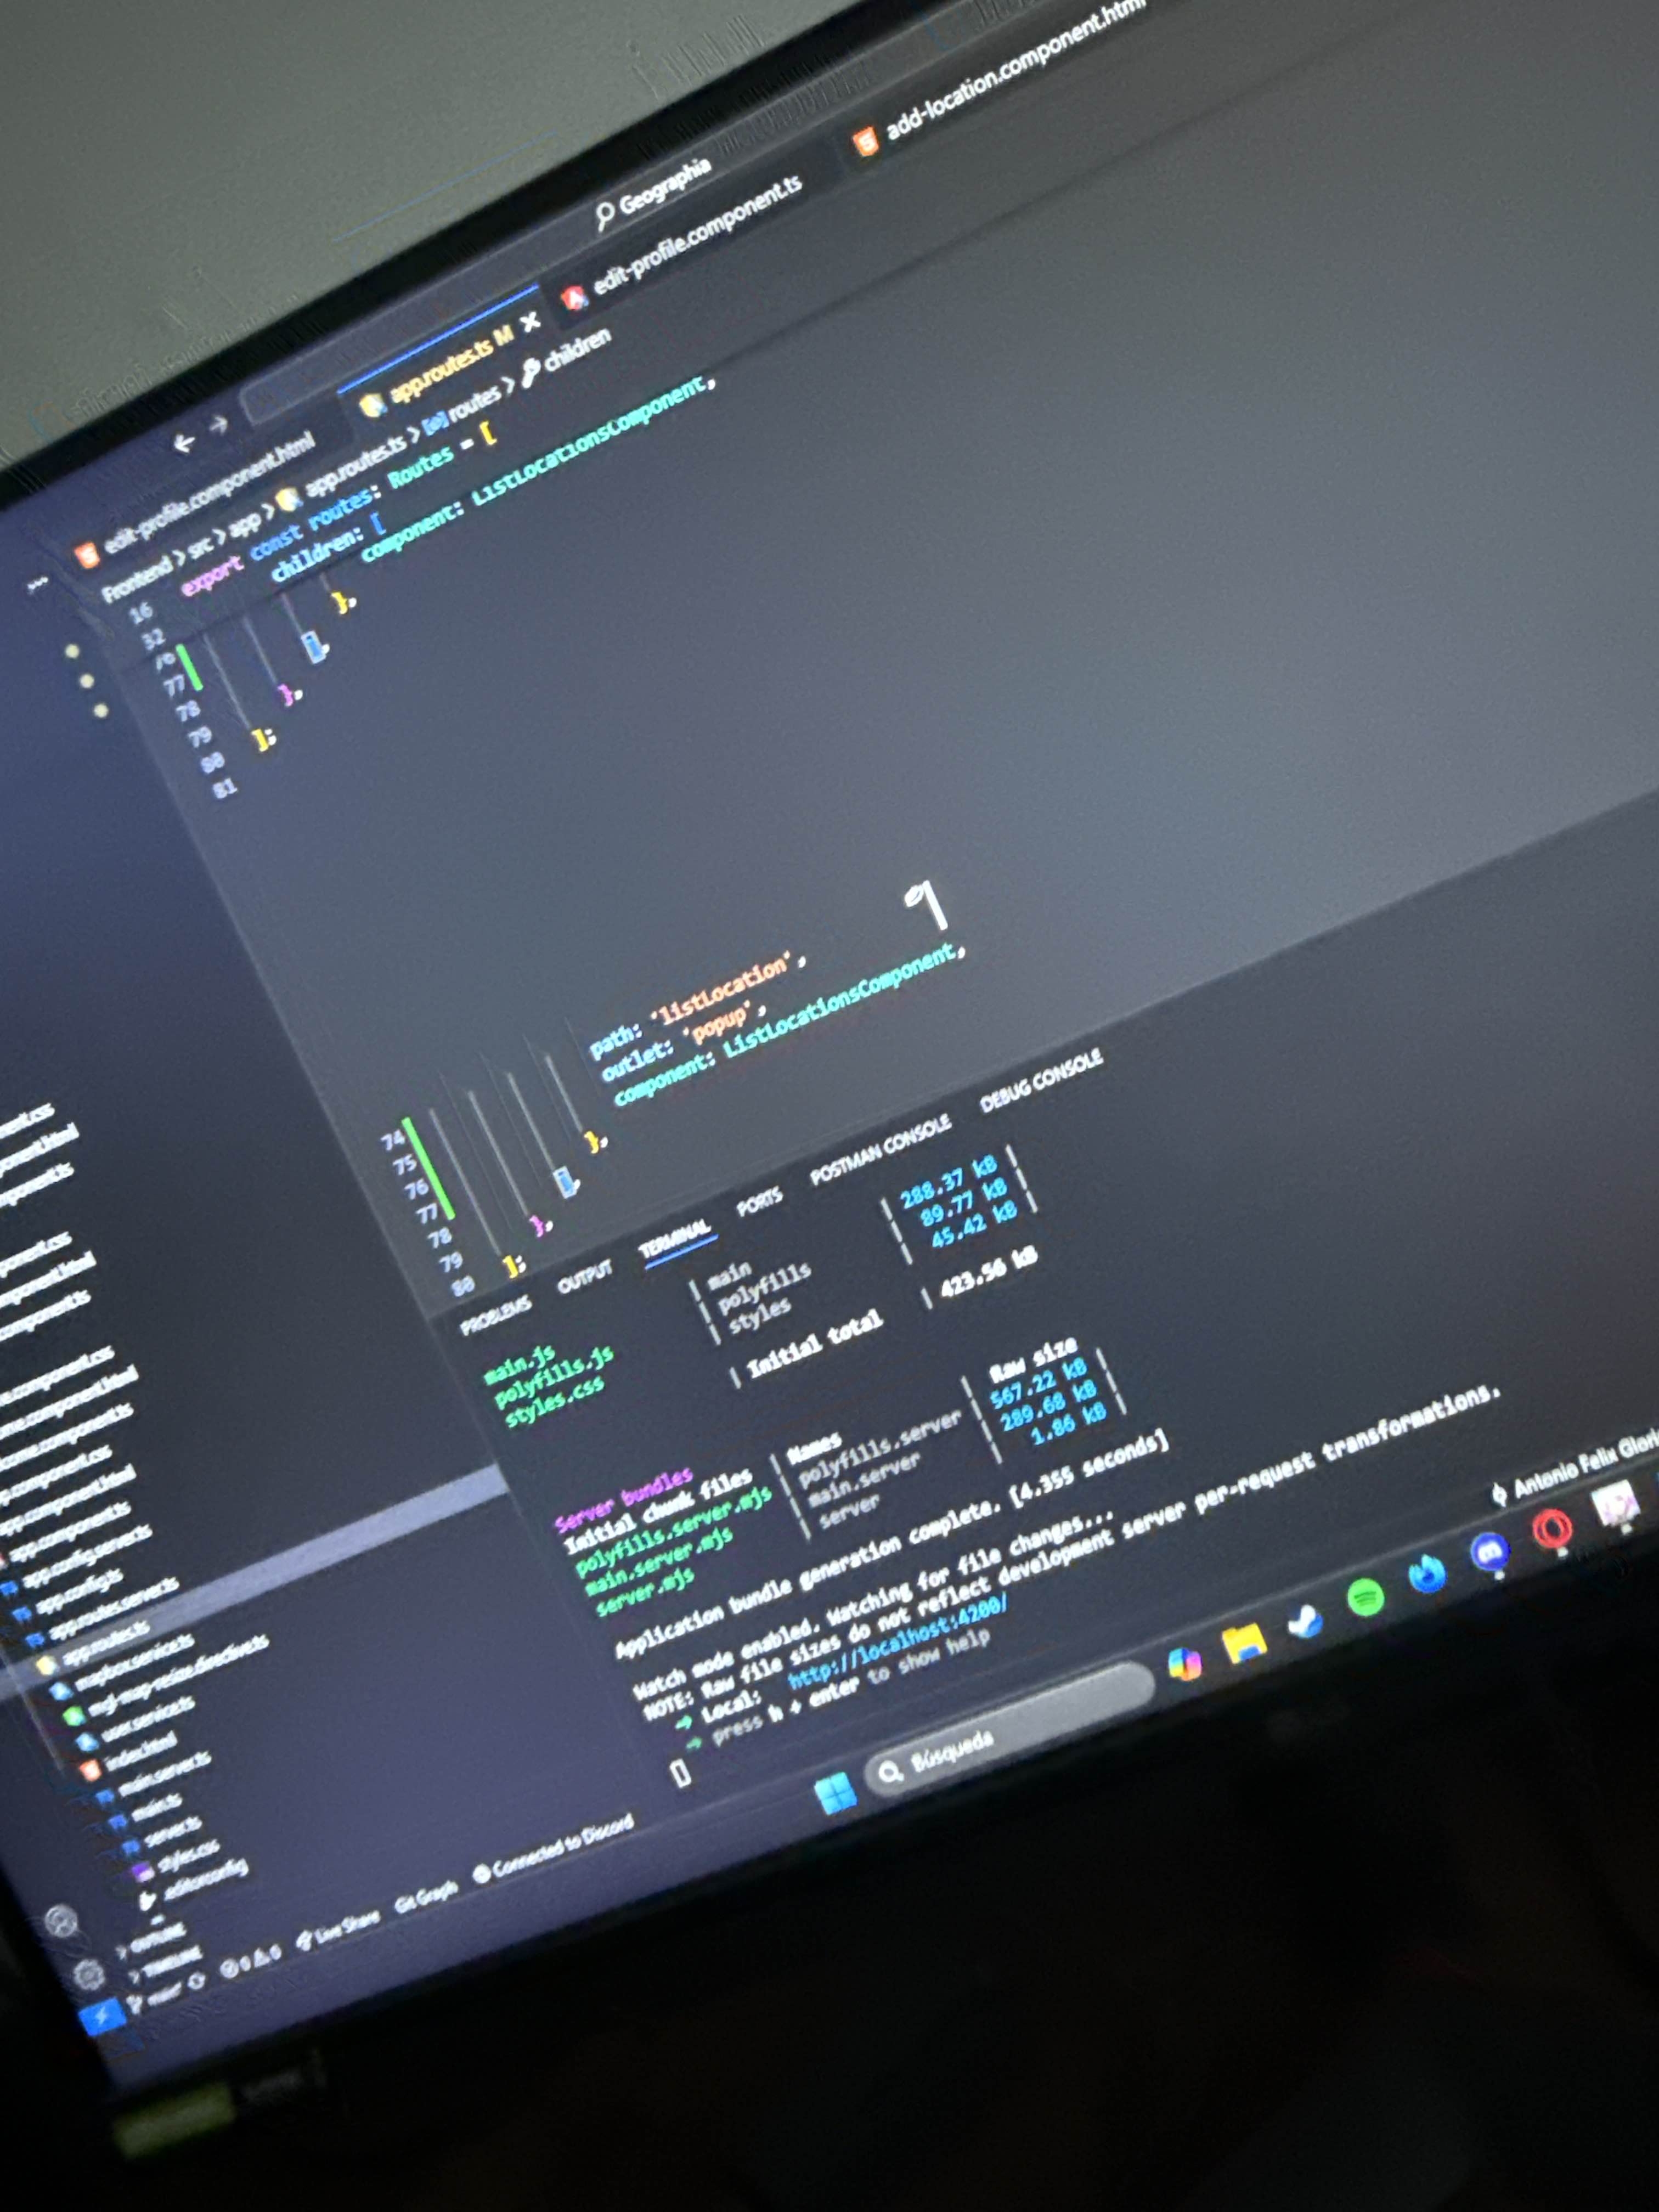 Geographia
edit-profile.component.html
app.routes.ts M
edit-profile.component.ts
add-location.component.html
Frontend > src > app > app.routes.ts > routes > children
16 export const routes: Routes = [
32 children: [
76 component: ListLocationsComponent,
77 },
78 ],
79 },
80 ];
81
path: 'listLocation',
74 outlet: 'popup',
75 component: ListLocationsComponent,
76
77 },
78 ],
79 },
80 ];
PROBLEMS OUTPUT TERMINAL PORTS POSTMAN CONSOLE DEBUG CONSOLE
main.js | main | 288.37 kB |
polyfills.js | polyfills | 89.77 kB |
styles.css | styles | 45.42 kB |
| Initial total | 423.56 kB
Server bundles
Initial chunk files | Names | Raw size
polyfills.server.mjs | polyfills.server | 567.22 kB |
main.server.mjs | main.server | 289.68 kB |
server.mjs | server | 1.86 kB |
Application bundle generation complete. [4.355 seconds]
Watch mode enabled. Watching for file changes...
NOTE: Raw file sizes do not reflect development server per-request transformations.
➜ Local: http://localhost:4200/
➜ press h + enter to show help
app.component.ts
app.config.server.ts
app.config.ts
app.routes.server.ts
app.routes.ts
mapbox.service.ts
mgl-map-resize.directive.ts
user.service.ts
index.html
main.server.ts
main.ts
server.ts
styles.css
.editorconfig
OUTLINE
TIMELINE
main* Live Share Git Graph Connected to Discord
Antonio Felix
Búsqueda